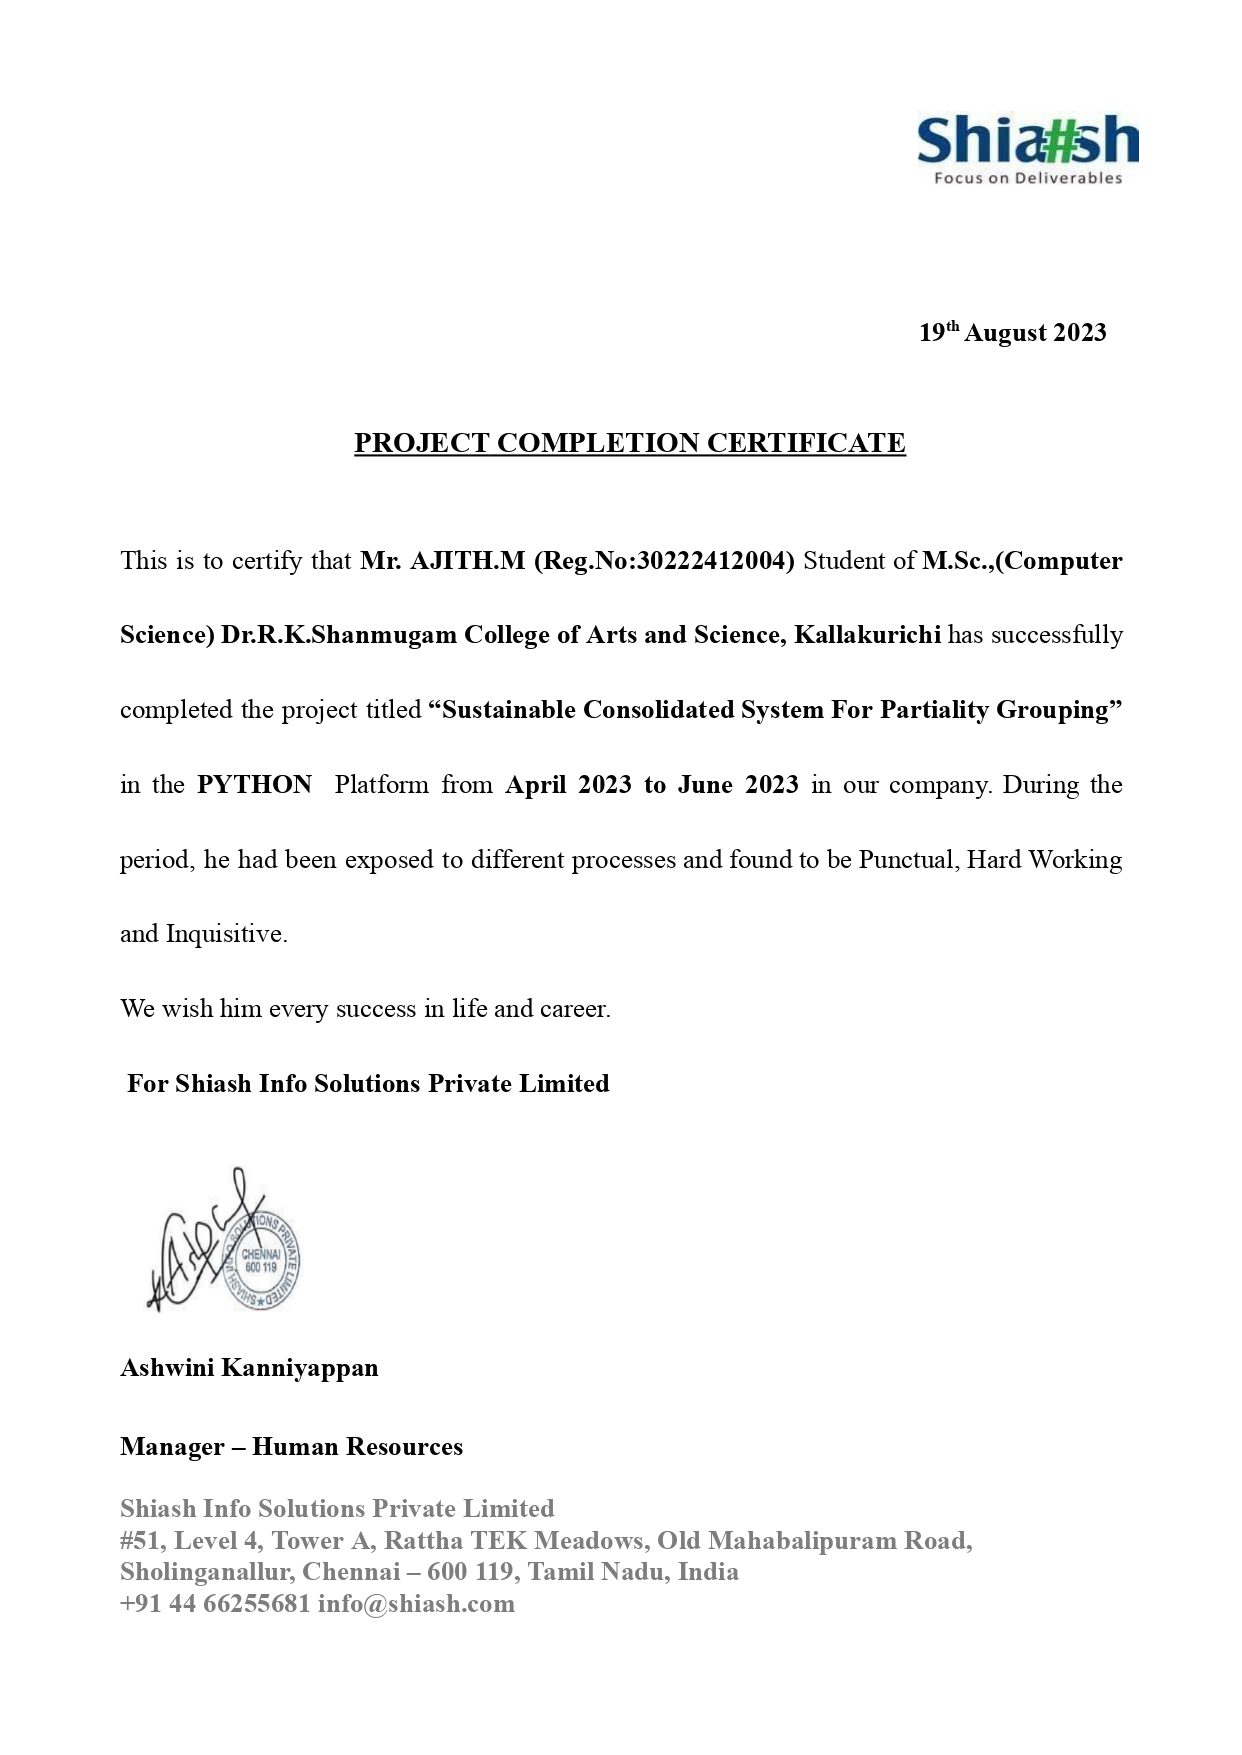 Shia#sh
Focus on Deliverables
19th August 2023
PROJECT COMPLETION CERTIFICATE
This is to certify that Mr. AJITH.M (Reg.No:30222412004) Student of M.Sc.,(Computer
Science) Dr.R.K.Shanmugam College of Arts and Science, Kallakurichi has successfully
completed the project titled “Sustainable Consolidated System For Partiality Grouping”
in the PYTHON Platform from April 2023 to June 2023 in our company. During the
period, he had been exposed to different processes and found to be Punctual, Hard Working
and Inquisitive.
We wish him every success in life and career.
For Shiash Info Solutions Private Limited
SHIASH INFO SOLUTIONS PRIVATE LIMITED
CHENNAI
600 119
Ashwini Kanniyappan
Manager – Human Resources
Shiash Info Solutions Private Limited
#51, Level 4, Tower A, Rattha TEK Meadows, Old Mahabalipuram Road,
Sholinganallur, Chennai – 600 119, Tamil Nadu, India
+91 44 66255681 info@shiash.com